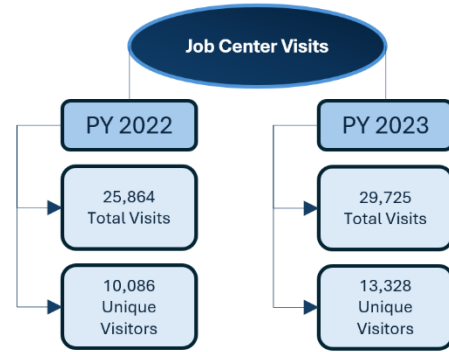 Job Center Visits
PY 2022
25,864
Total Visits
10,086
Unique
Visitors
PY 2023
29,725
Total Visits
13,328
Unique
Visitors